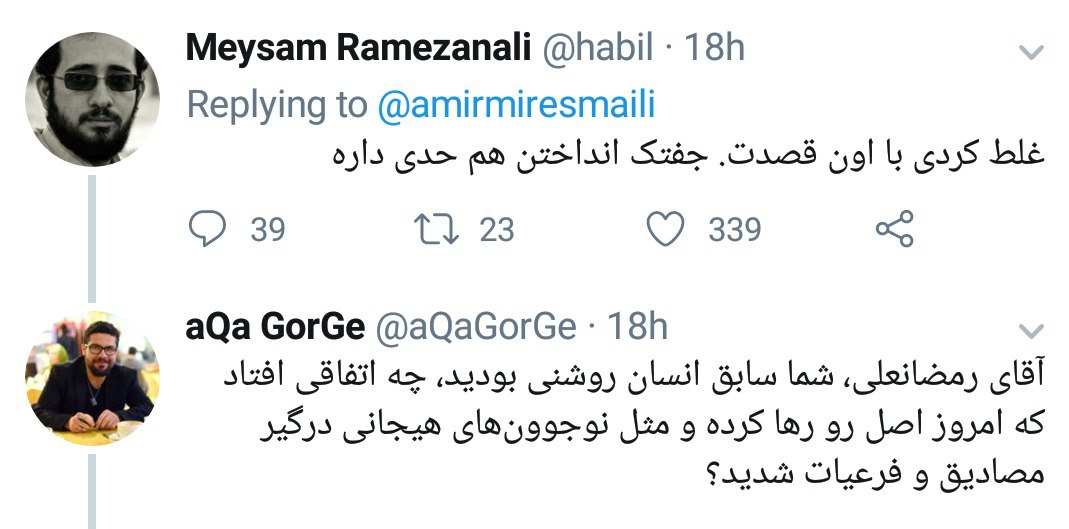 Meysam Ramezanali @habil · 18h
Replying to @amirmiresmaili
غلط کردی با اون قصدت. جفتک انداختن هم حدی داره
39 23 339
aQa GorGe @aQaGorGe · 18h
آقای رمضانعلی، شما سابق انسان روشنی بودید، چه اتفاقی افتاد
که امروز اصل رو رها کرده و مثل نوجوون‌های هیجانی درگیر
مصادیق و فرعیات شدید؟